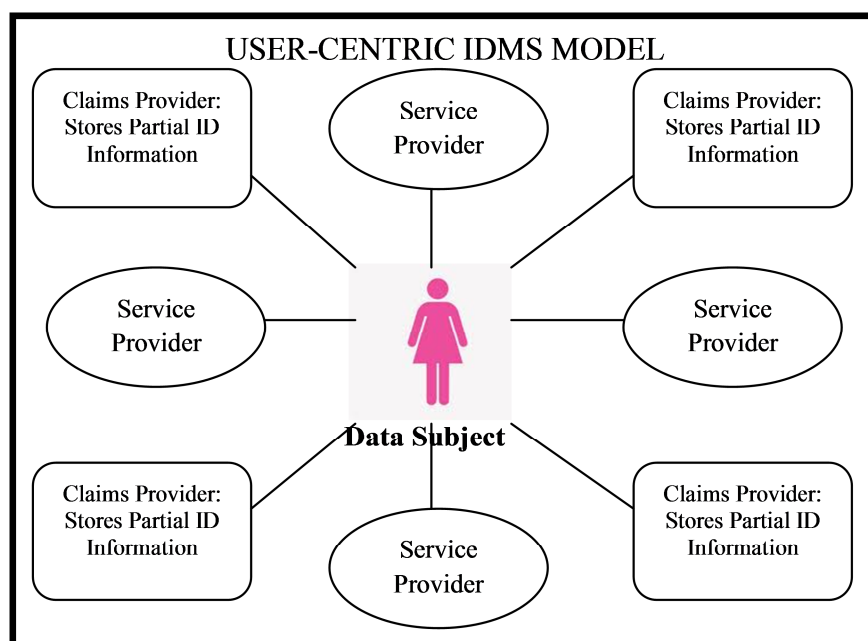 USER-CENTRIC IDMS MODEL
Claims Provider:
Stores Partial ID
Information
Service
Provider
Claims Provider:
Stores Partial ID
Information
Service
Provider
Service
Provider
Data Subject
Claims Provider:
Stores Partial ID
Information
Service
Provider
Claims Provider:
Stores Partial ID
Information